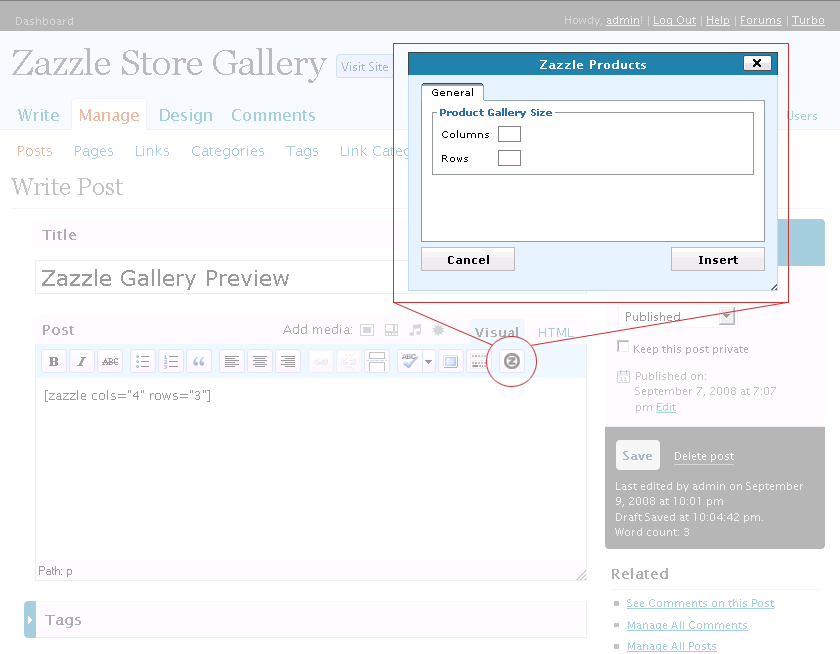 Dashboard
Howdy, admin! | Log Out | Help | Forums | Turbo
Zazzle Store Gallery
Visit Site
Write Manage Design Comments
Users
Posts Pages Links Categories Tags Link Categ
Write Post
Zazzle Products
General
Product Gallery Size
Columns
Rows
Cancel
Insert
Title
Zazzle Gallery Preview
Post
Add media:
Visual
HTML
B I ABC
ABC
[zazzle cols="4" rows="3"]
Path: p
Tags
Published
Keep this post private
Published on:
September 7, 2008 at 7:07
pm Edit
Save
Delete post
Last edited by admin on September
9, 2008 at 10:01 pm
Draft Saved at 10:04:42 pm.
Word count: 3
Related
See Comments on this Post
Manage All Comments
Manage All Posts